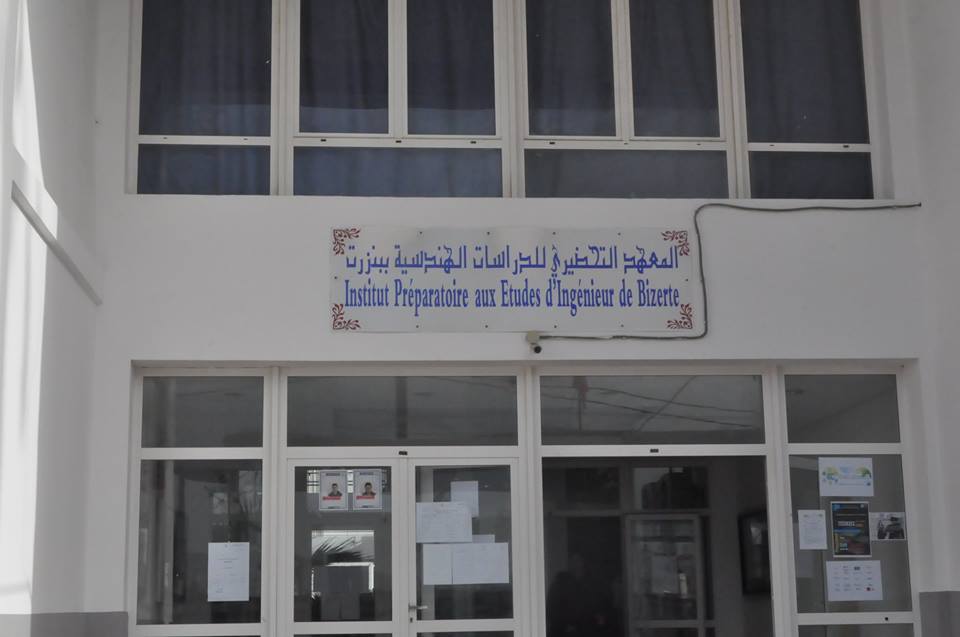 المعهد التحضيري للدراسات الهندسية ببنزرت
Institut Préparatoire aux Etudes d'Ingénieur de Bizerte